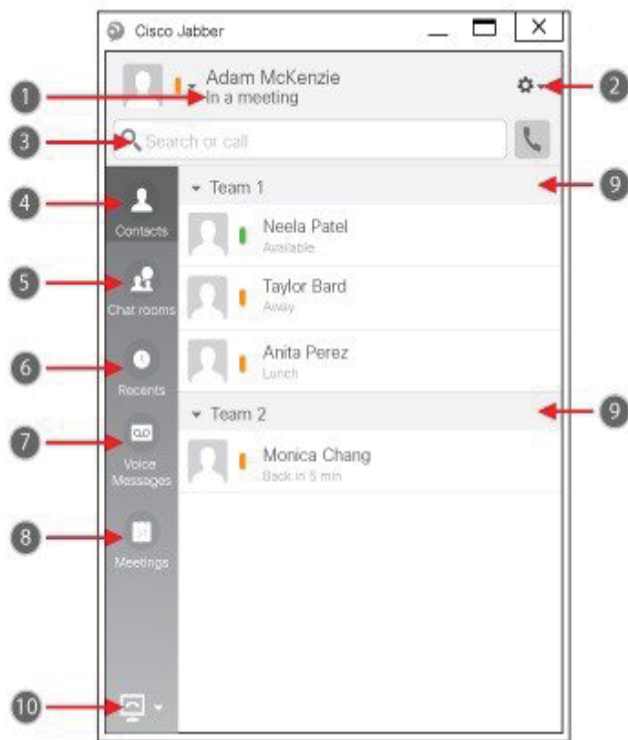 Cisco Jabber
Adam McKenzie
1
In a meeting
2
3
Search or call
4
Contacts
Team 1
9
Neela Patel
Available
5
Chat rooms
Taylor Bard
Away
6
Recents
Anita Perez
Lunch
7
Voice
Messages
Team 2
9
Monica Chang
Back in 5 min
8
Meetings
10